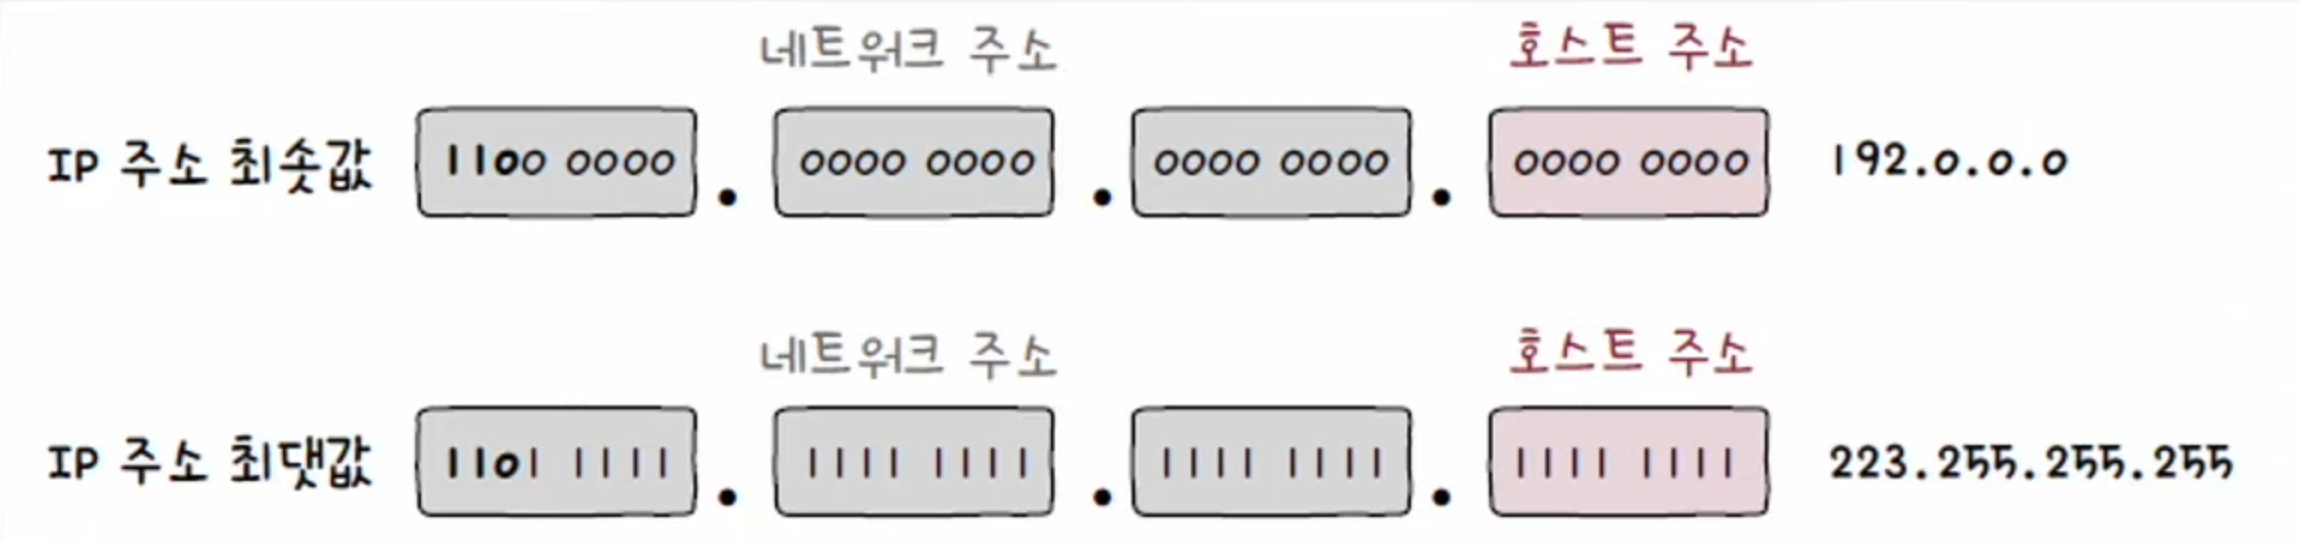 네트워크 주소 호스트 주소
IP 주소 최솟값 1100 0000 . 0000 0000 . 0000 0000 . 0000 0000 192.0.0.0
네트워크 주소 호스트 주소
IP 주소 최댓값 1101 1111 . 1111 1111 . 1111 1111 . 1111 1111 223.255.255.255